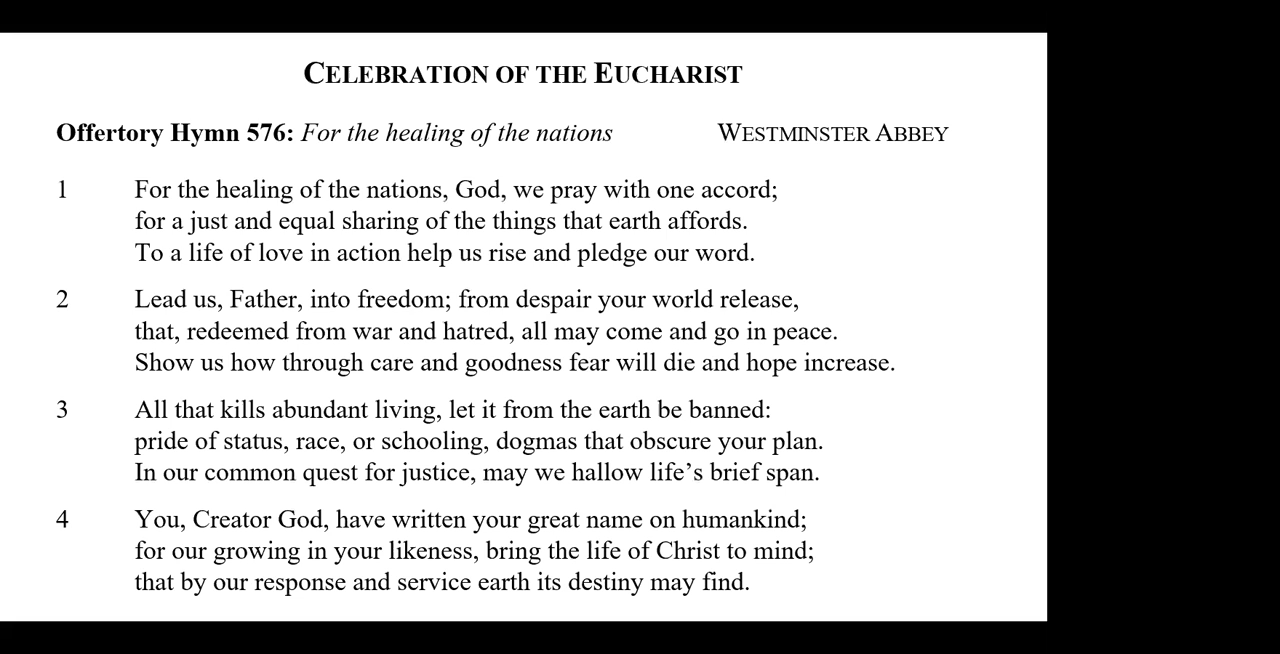 CELEBRATION OF THE EUCHARIST
Offertory Hymn 576: For the healing of the nations WESTMINSTER ABBEY
1 For the healing of the nations, God, we pray with one accord;
for a just and equal sharing of the things that earth affords.
To a life of love in action help us rise and pledge our word.
2 Lead us, Father, into freedom; from despair your world release,
that, redeemed from war and hatred, all may come and go in peace.
Show us how through care and goodness fear will die and hope increase.
3 All that kills abundant living, let it from the earth be banned:
pride of status, race, or schooling, dogmas that obscure your plan.
In our common quest for justice, may we hallow life’s brief span.
4 You, Creator God, have written your great name on humankind;
for our growing in your likeness, bring the life of Christ to mind;
that by our response and service earth its destiny may find.